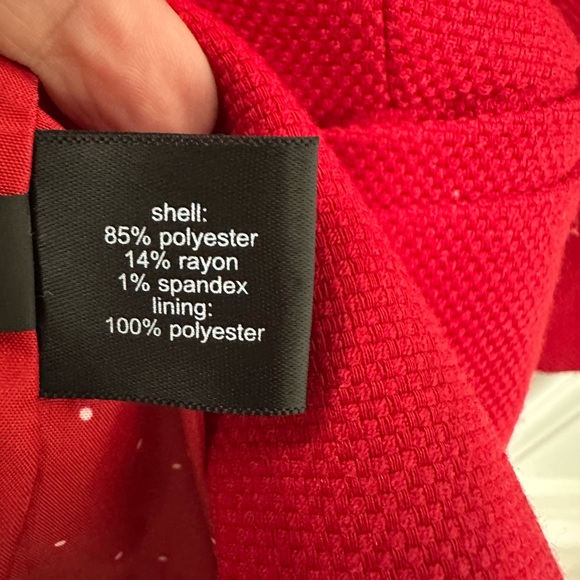 shell:
85% polyester
14% rayon
1% spandex
lining:
100% polyester